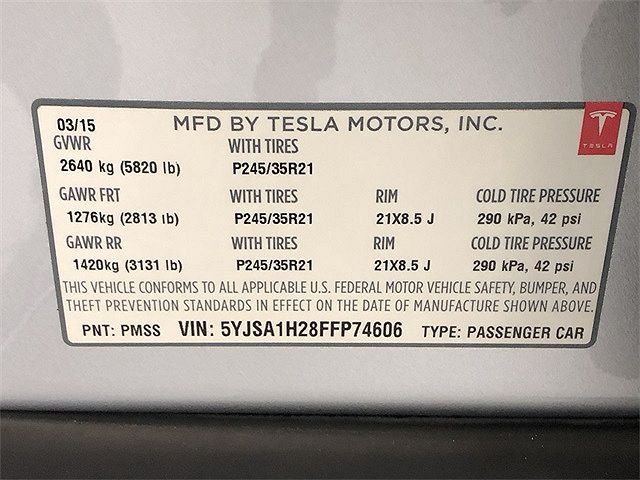 03/15 MFD BY TESLA MOTORS, INC.
TESLA
GVWR WITH TIRES
2640 kg (5820 lb) P245/35R21
GAWR FRT WITH TIRES RIM COLD TIRE PRESSURE
1276kg (2813 lb) P245/35R21 21X8.5 J 290 kPa, 42 psi
GAWR RR WITH TIRES RIM COLD TIRE PRESSURE
1420kg (3131 lb) P245/35R21 21X8.5 J 290 kPa, 42 psi
THIS VEHICLE CONFORMS TO ALL APPLICABLE U.S. FEDERAL MOTOR VEHICLE SAFETY, BUMPER, AND
THEFT PREVENTION STANDARDS IN EFFECT ON THE DATE OF MANUFACTURE SHOWN ABOVE.
PNT: PMSS VIN: 5YJSA1H28FFP74606 TYPE: PASSENGER CAR